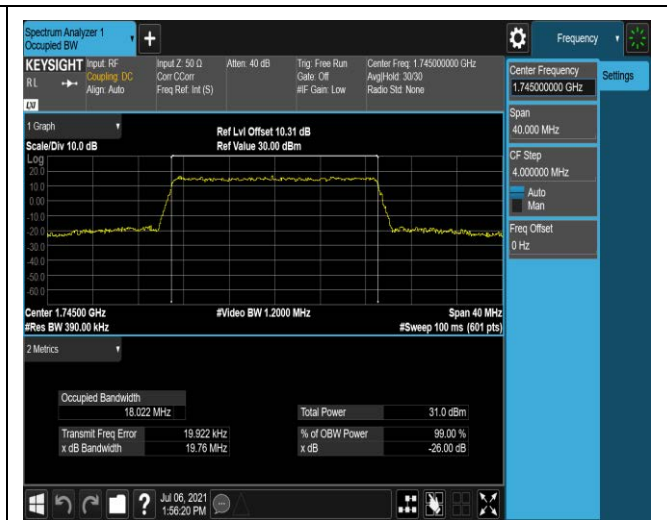 Spectrum Analyzer 1
Occupied BW
Frequency
KEYSIGHT
RL
LXI
Input: RF
Coupling: DC
Align: Auto
Input Z: 50 Ω
Corr CCorr
Freq Ref: Int (S)
Atten: 40 dB
Trig: Free Run
Gate: Off
#IF Gain: Low
Center Freq: 1.745000000 GHz
Avg|Hold: 30/30
Radio Std: None
Center Frequency
1.745000000 GHz
Settings
Span
40.000 MHz
CF Step
4.000000 MHz
Auto
Man
Freq Offset
0 Hz
1 Graph
Scale/Div 10.0 dB
Ref Lvl Offset 10.31 dB
Ref Value 30.00 dBm
Log
20.0
10.0
0.00
-10.0
-20.0
-30.0
-40.0
-50.0
-60.0
Center 1.74500 GHz
#Video BW 1.2000 MHz
Span 40 MHz
#Res BW 390.00 kHz
#Sweep 100 ms (601 pts)
2 Metrics
Occupied Bandwidth
18.022 MHz
Total Power 31.0 dBm
Transmit Freq Error 19.922 kHz
% of OBW Power 99.00 %
x dB Bandwidth 19.76 MHz
x dB -26.00 dB
?
Jul 06, 2021
1:56:20 PM